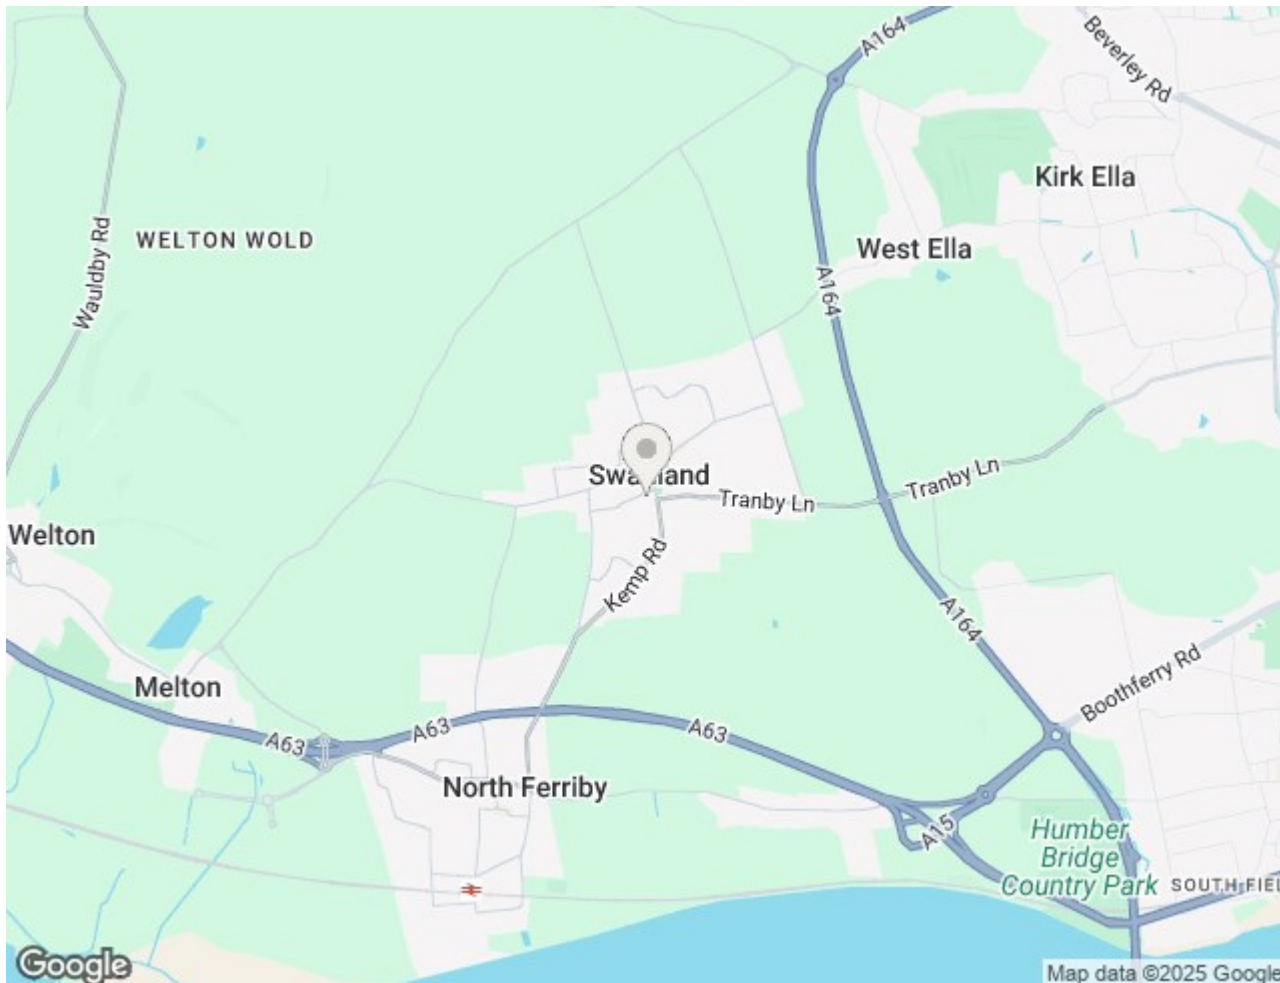 A164
Beverley Rd
Kirk Ella
Wauldby Rd
WELTON WOLD
West Ella
A164
Swanland
Tranby Ln
Tranby Ln
Welton
Kemp Rd
A164
Boothferry Rd
Melton
A63
A63
A63
North Ferriby
A15
Humber
Bridge
Country Park
SOUTH FIEL
Google
Map data ©2025 Google